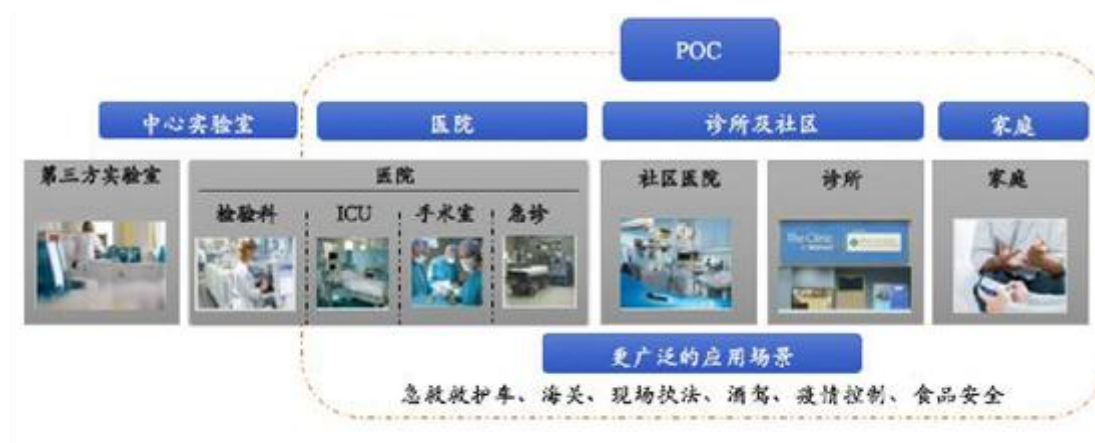 POC
中心实验室
医院
诊所及社区
家庭
第三方实验室
医院
社区医院
诊所
家庭
检验科
ICU
手术室
急诊
The Clinic
更广泛的应用场景
急救救护车、海关、现场执法、酒驾、疫情控制、食品安全